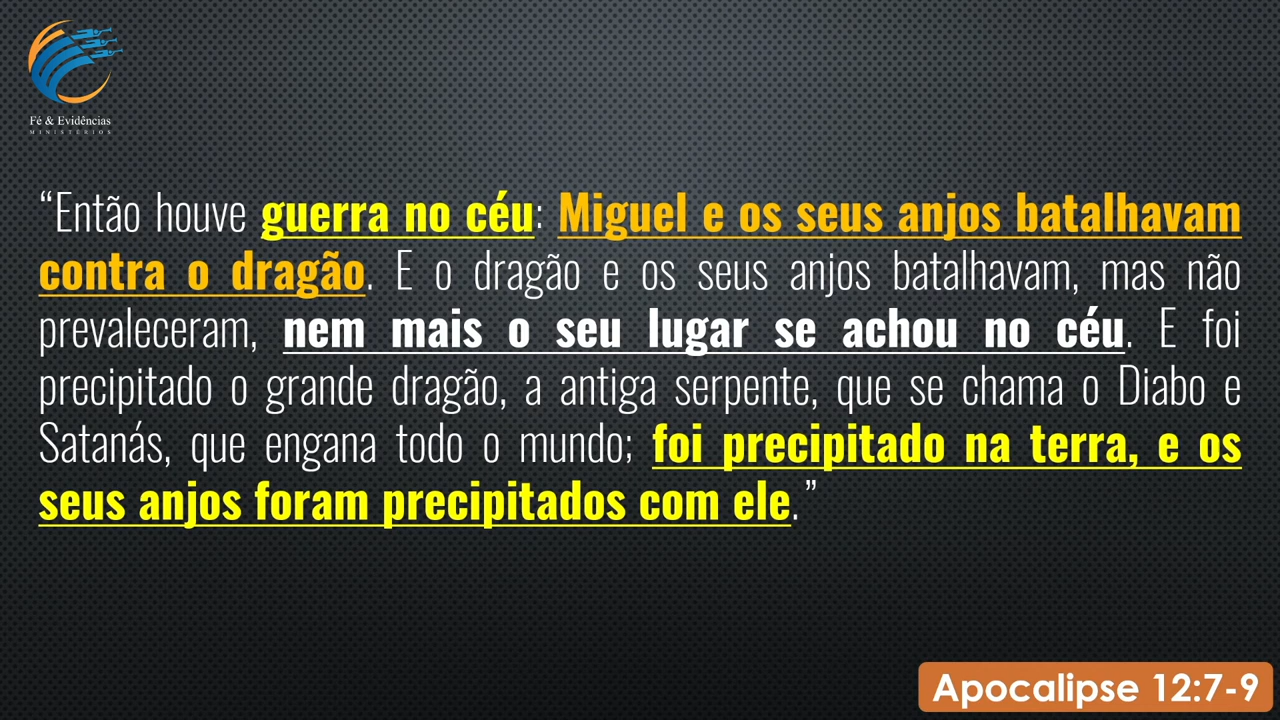 Fé & Evidências
MINISTÉRIOS
“Então houve guerra no céu: Miguel e os seus anjos batalhavam
contra o dragão. E o dragão e os seus anjos batalhavam, mas não
prevaleceram, nem mais o seu lugar se achou no céu. E foi
precipitado o grande dragão, a antiga serpente, que se chama o Diabo e
Satanás, que engana todo o mundo; foi precipitado na terra, e os
seus anjos foram precipitados com ele.”
Apocalipse 12:7-9